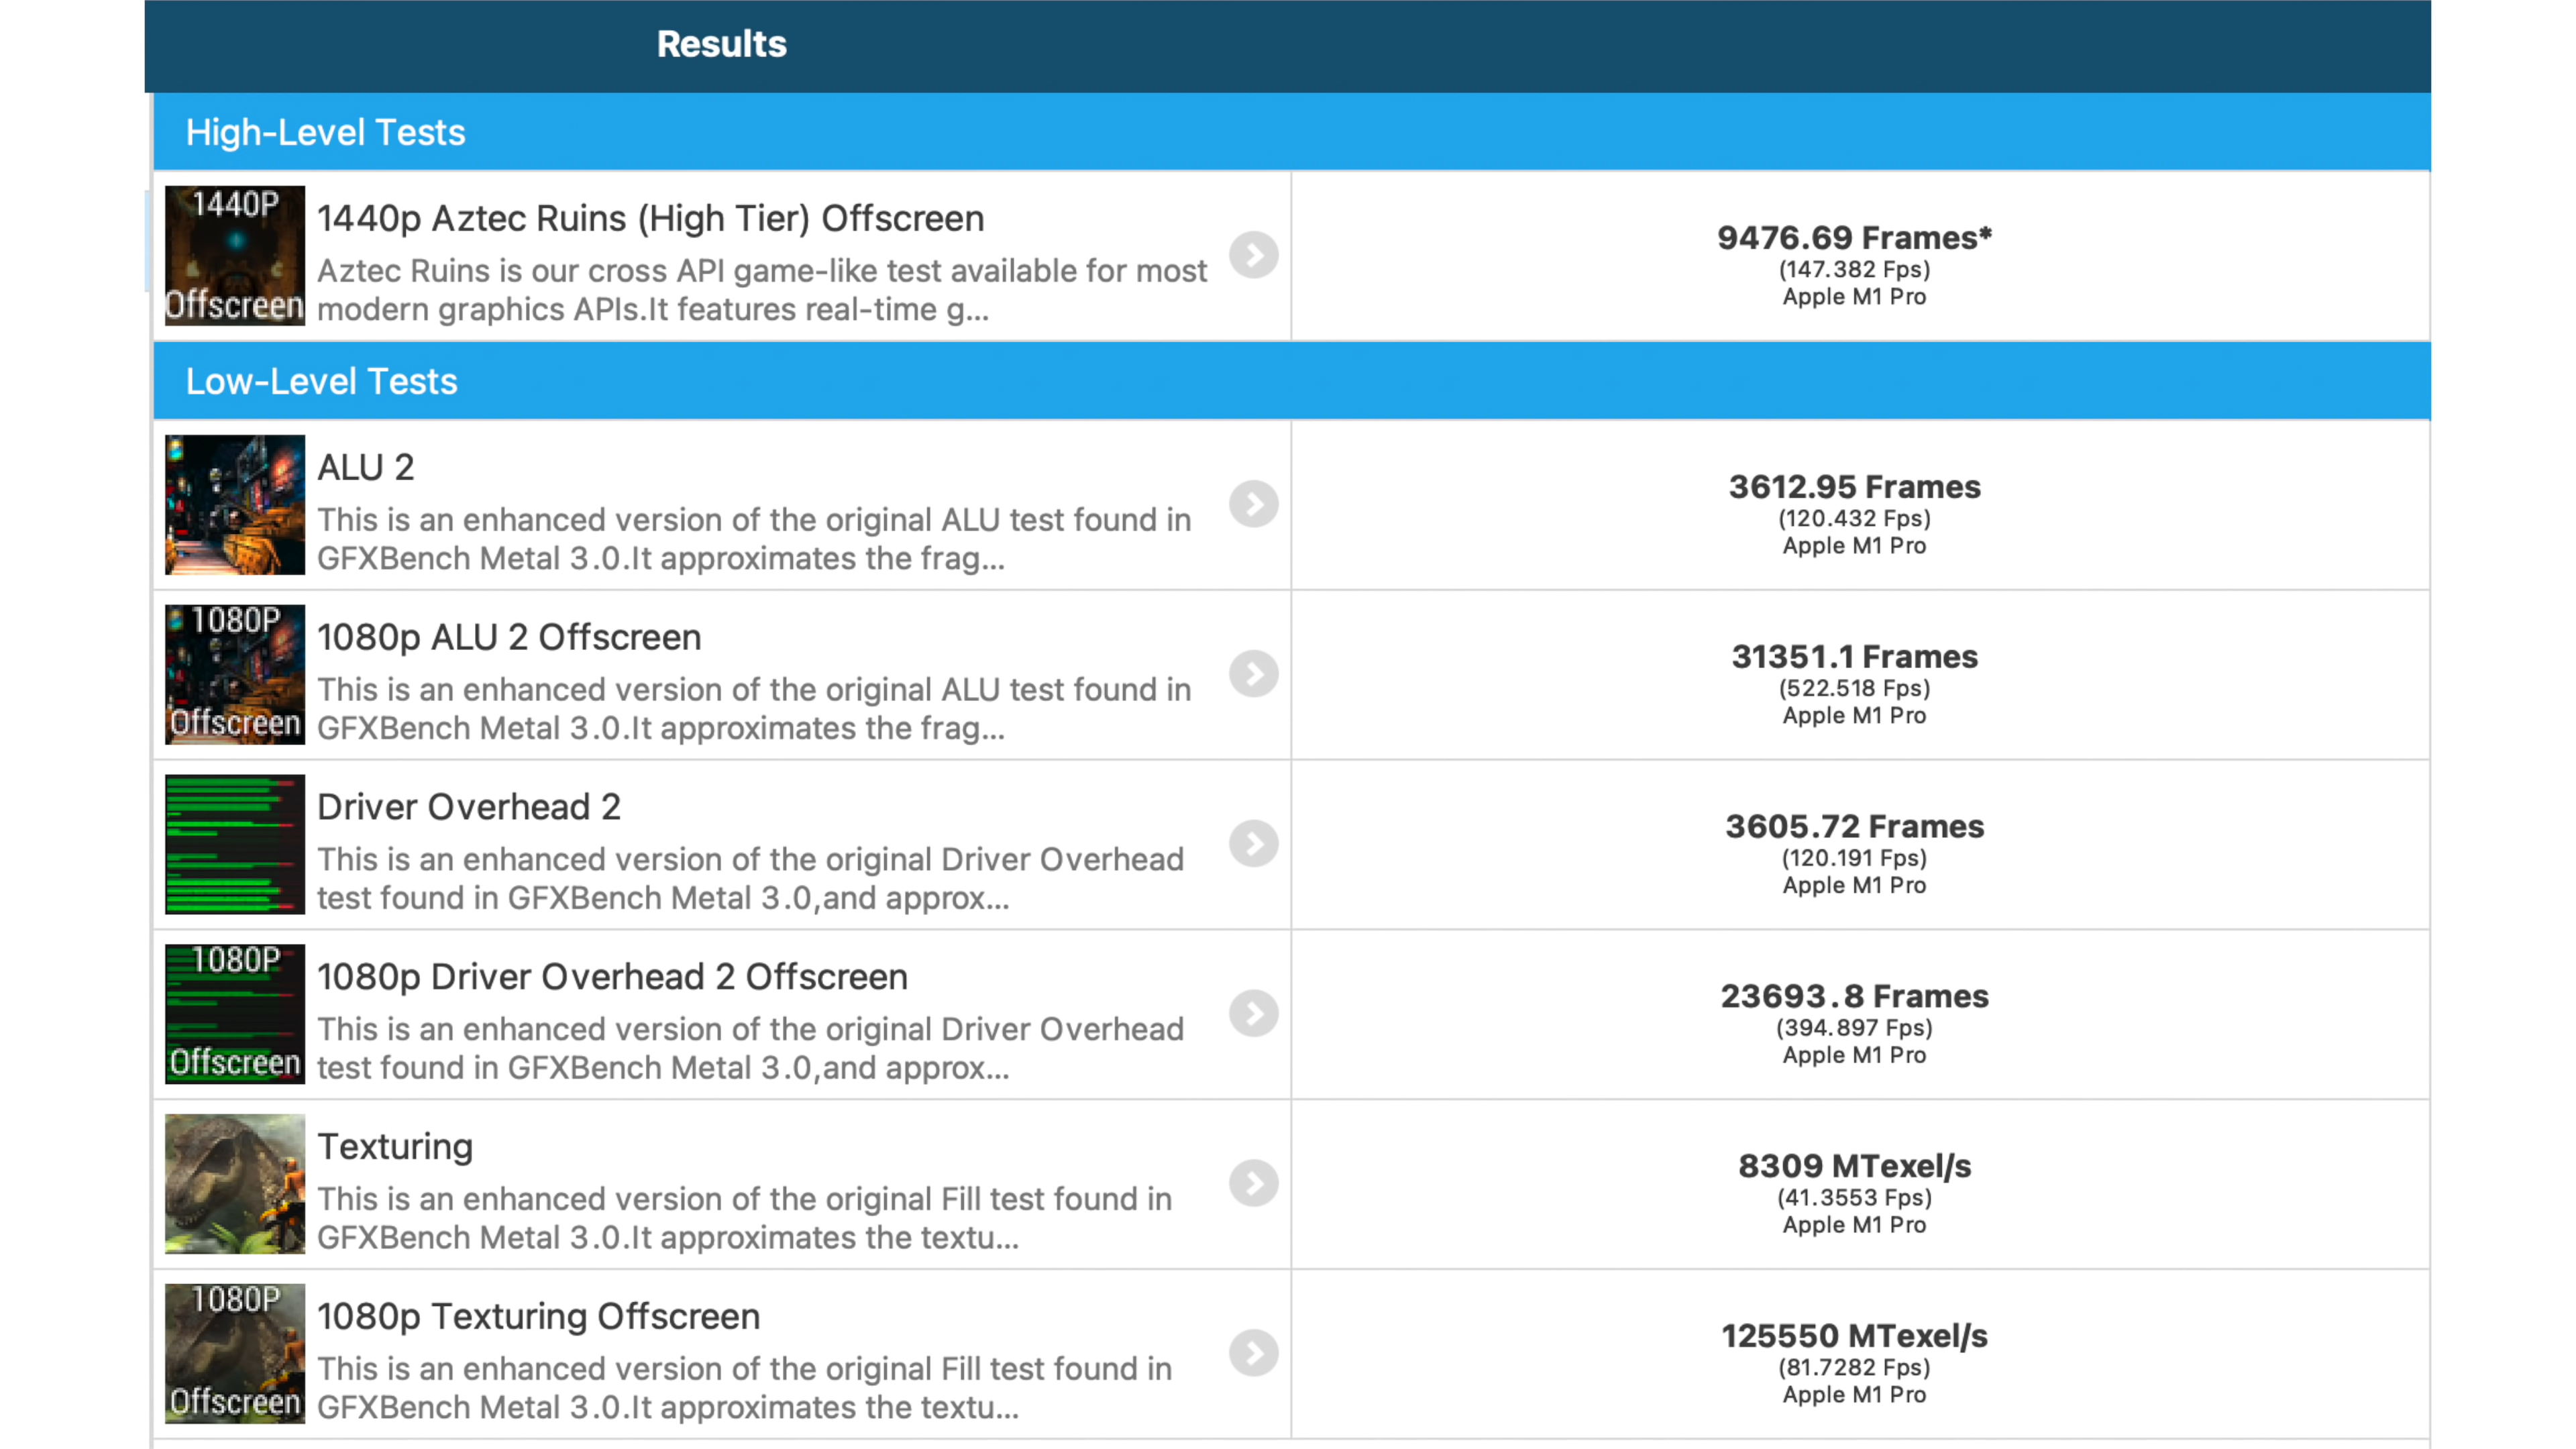 Results
High-Level Tests
1440P
Offscreen
1440p Aztec Ruins (High Tier) Offscreen
Aztec Ruins is our cross API game-like test available for most
modern graphics APIs.It features real-time g...
9476.69 Frames*
(147.382 Fps)
Apple M1 Pro
Low-Level Tests
ALU 2
This is an enhanced version of the original ALU test found in
GFXBench Metal 3.0.It approximates the frag...
3612.95 Frames
(120.432 Fps)
Apple M1 Pro
1080P
Offscreen
1080p ALU 2 Offscreen
This is an enhanced version of the original ALU test found in
GFXBench Metal 3.0.It approximates the frag...
31351.1 Frames
(522.518 Fps)
Apple M1 Pro
Driver Overhead 2
This is an enhanced version of the original Driver Overhead
test found in GFXBench Metal 3.0,and approx...
3605.72 Frames
(120.191 Fps)
Apple M1 Pro
1080P
Offscreen
1080p Driver Overhead 2 Offscreen
This is an enhanced version of the original Driver Overhead
test found in GFXBench Metal 3.0,and approx...
23693.8 Frames
(394.897 Fps)
Apple M1 Pro
Texturing
This is an enhanced version of the original Fill test found in
GFXBench Metal 3.0.It approximates the textu...
8309 MTexel/s
(41.3553 Fps)
Apple M1 Pro
1080P
Offscreen
1080p Texturing Offscreen
This is an enhanced version of the original Fill test found in
GFXBench Metal 3.0.It approximates the textu...
125550 MTexel/s
(81.7282 Fps)
Apple M1 Pro